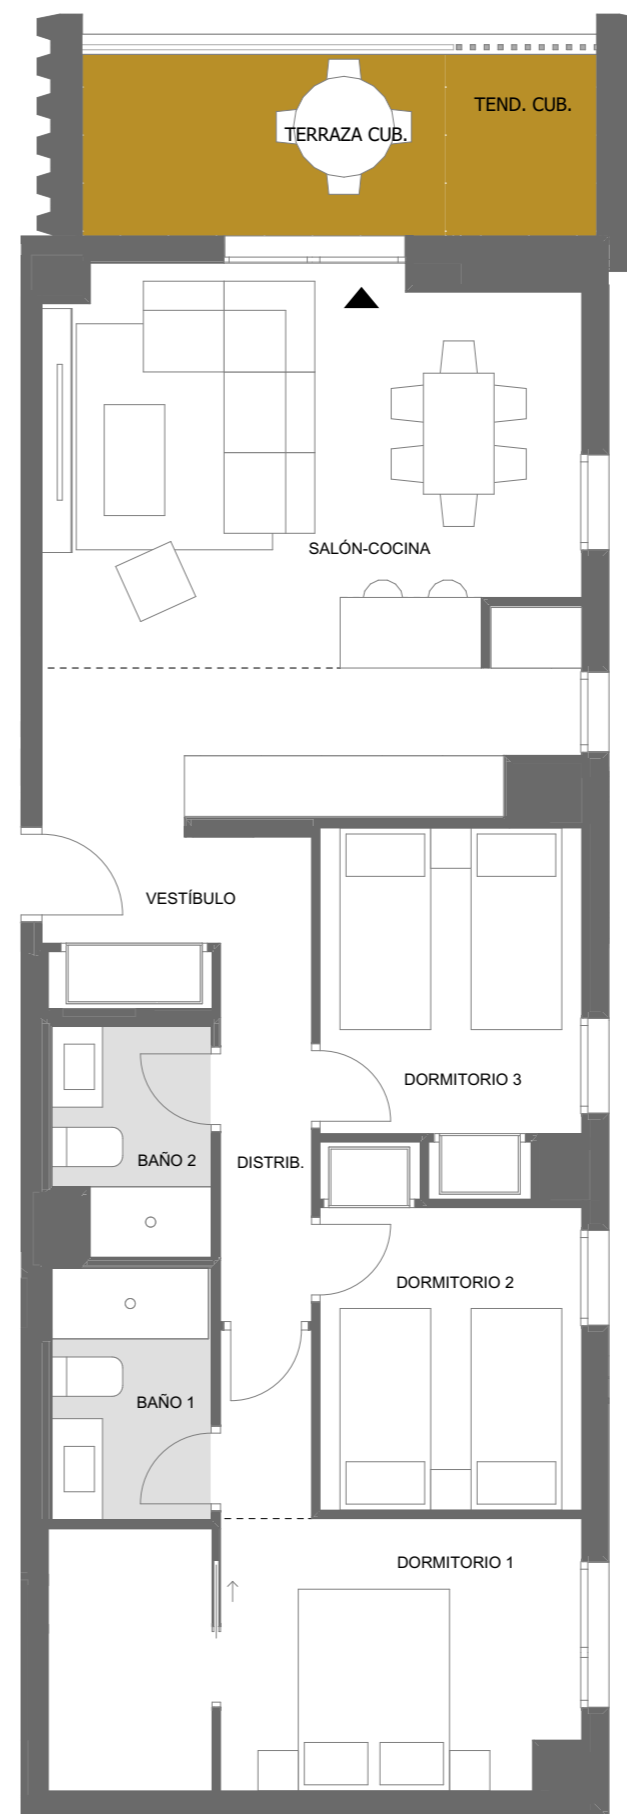 TEND. CUB.
TERRAZA CUB.
SALÓN-COCINA
VESTÍBULO
DORMITORIO 3
BAÑO 2
DISTRIB.
DORMITORIO 2
BAÑO 1
DORMITORIO 1